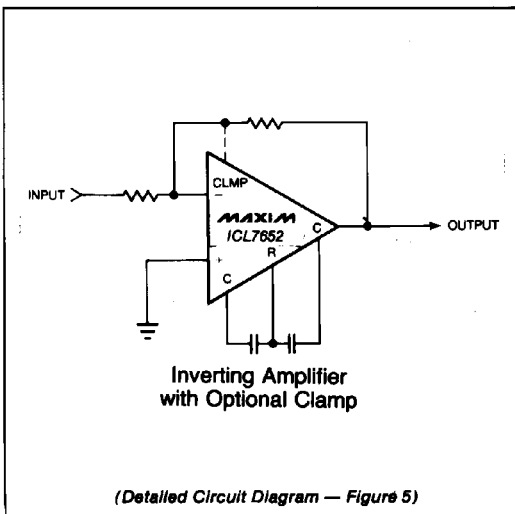 CLMP
INPUT
−
MAXIM
ICL7652
C
OUTPUT
+
R
C
Inverting Amplifier
with Optional Clamp
(Detailed Circuit Diagram — Figure 5)